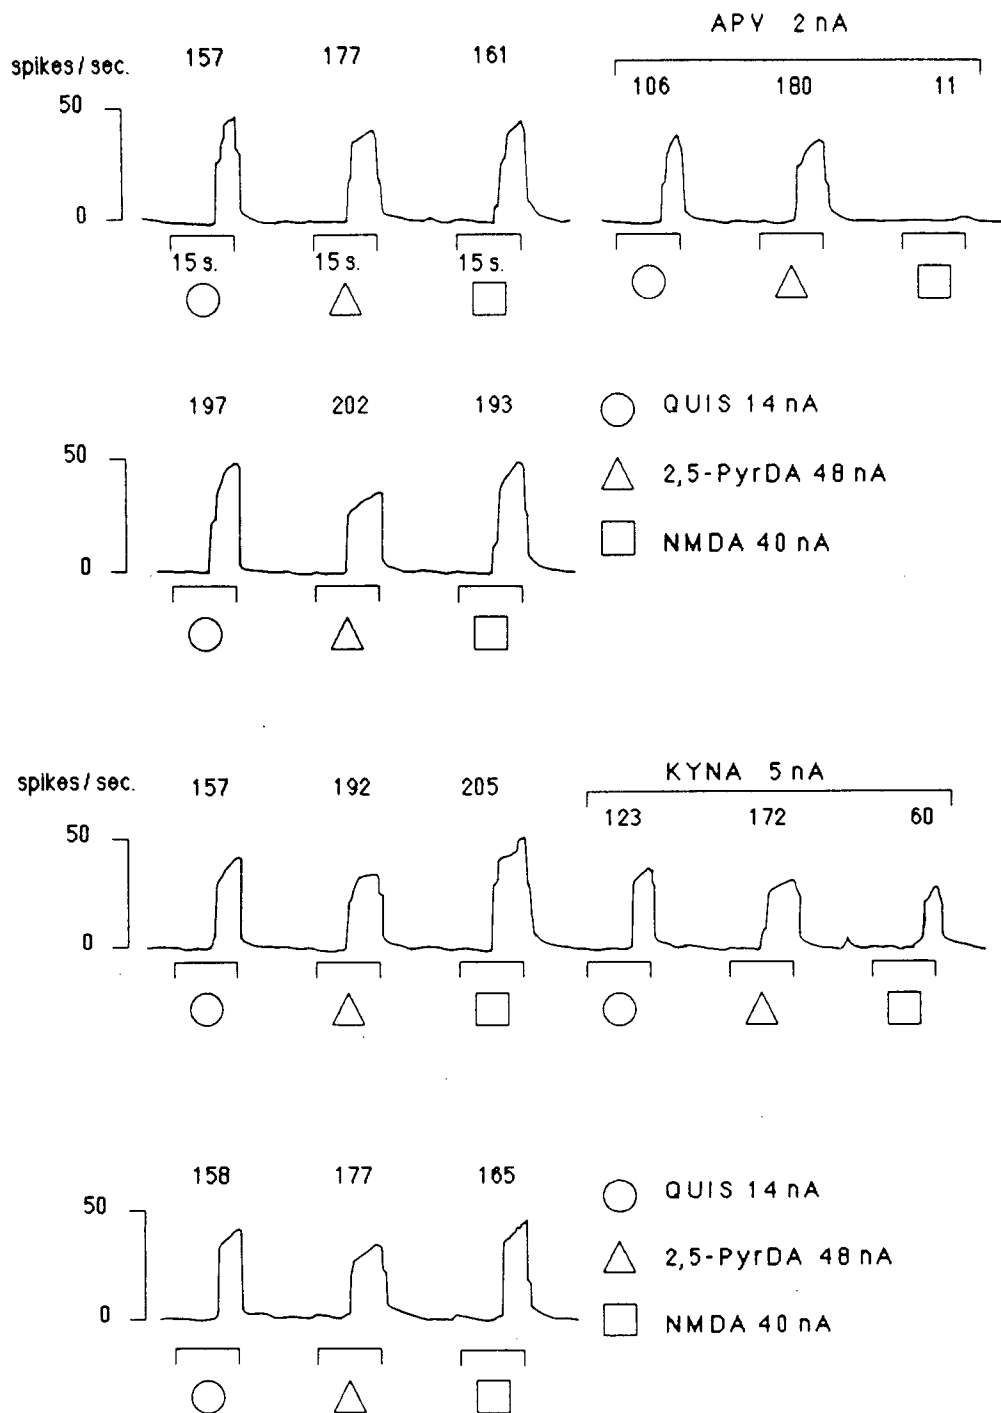 APY 2 nA
spikes / sec. 157 177 161 106 180 11
50
0
15 s. 15 s. 15 s.
197 202 193
50
0
QUIS 14 nA
2,5-PyrDA 48 nA
NMDA 40 nA
KYNA 5 nA
spikes / sec. 157 192 205 123 172 60
50
0
158 177 165
50
0
QUIS 14 nA
2,5-PyrDA 48 nA
NMDA 40 nA